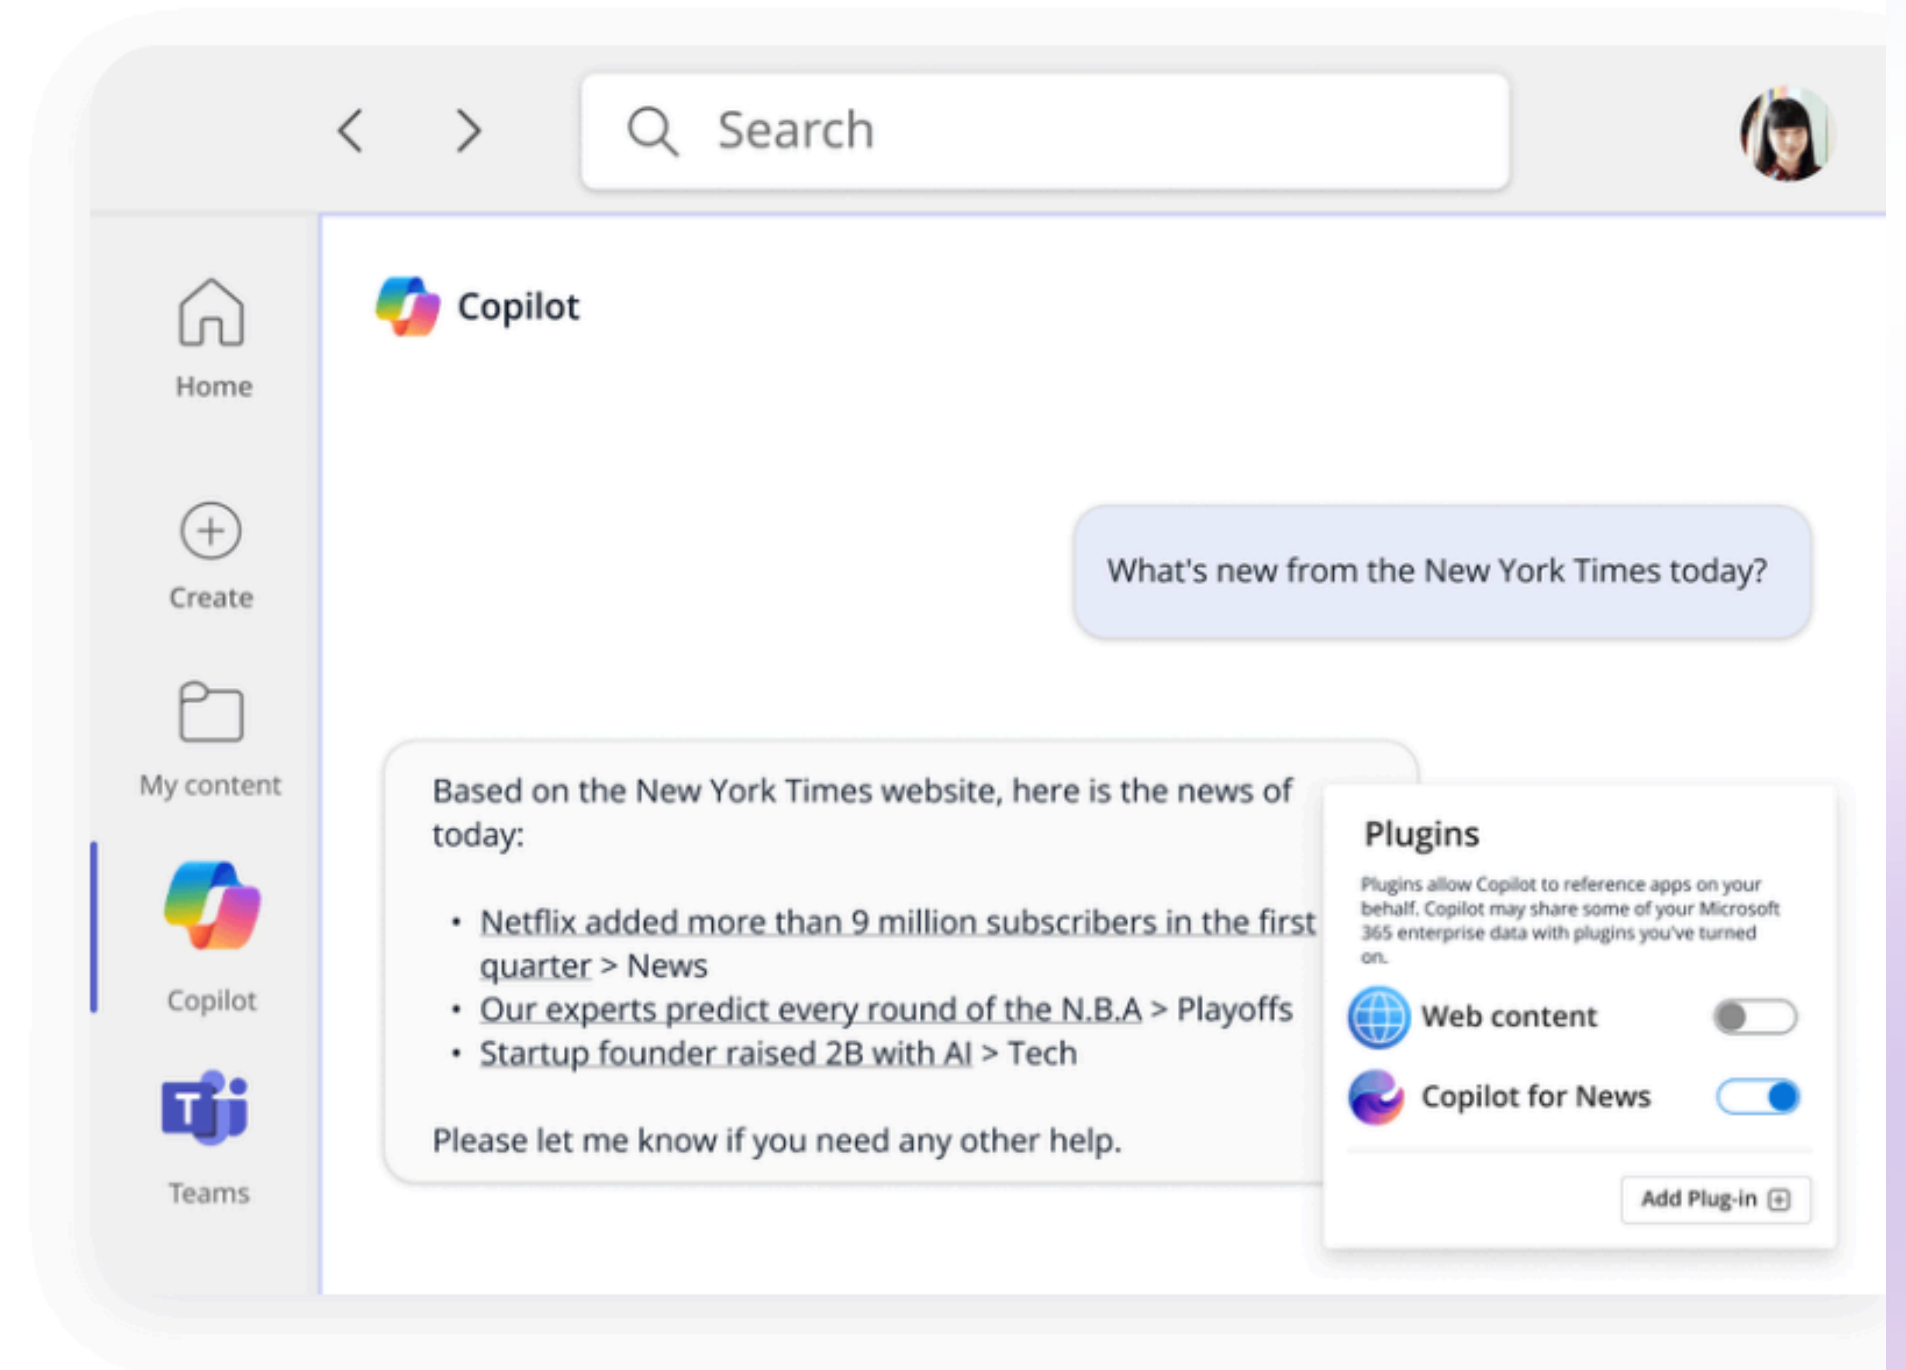 Search
Home
Create
My content
Copilot
Teams
Copilot
What's new from the New York Times today?
Based on the New York Times website, here is the news of
today:
• Netflix added more than 9 million subscribers in the first
quarter > News
• Our experts predict every round of the N.B.A > Playoffs
• Startup founder raised 2B with AI > Tech
Please let me know if you need any other help.
Plugins
Plugins allow Copilot to reference apps on your
behalf. Copilot may share some of your Microsoft
365 enterprise data with plugins you've turned
on.
Web content
Copilot for News
Add Plug-in